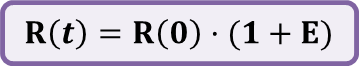 R(t) = R(0) · (1 + E)